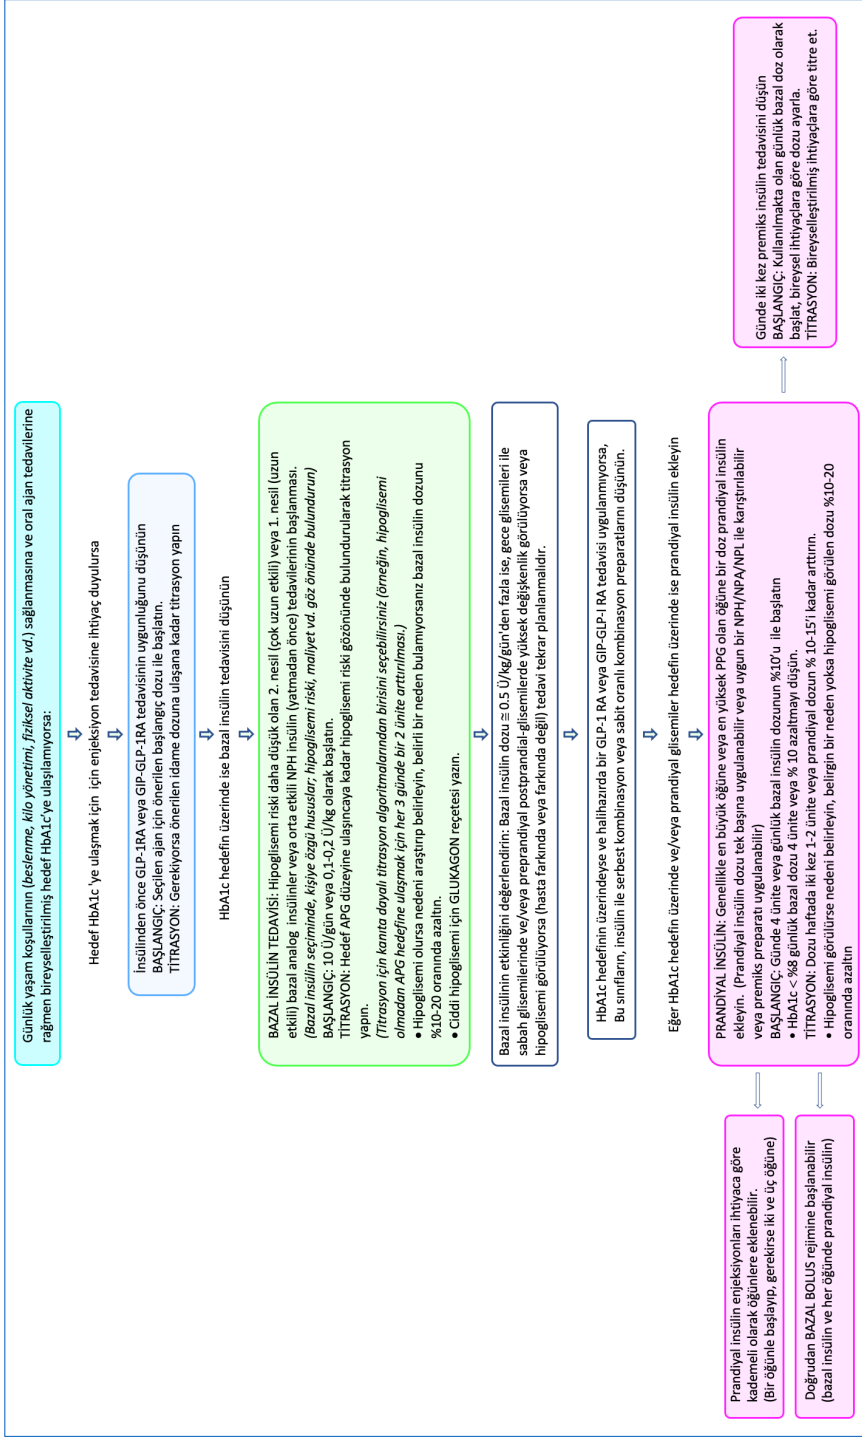 Günlük yaşam koşullarının (beslenme, kilo yönetimi, fiziksel aktivite vd.) sağlanmasına ve oral ajan tedavilerine
rağmen bireyselleştirilmiş hedef HbA1c'ye ulaşılamıyorsa:
Hedef HbA1c 'ye ulaşmak için için enjeksiyon tedavisine ihtiyaç duyulursa
İnsülinden önce GLP-1RA veya GIP-GLP-1RA tedavisinin uygunluğunu düşünün
BAŞLANGIÇ: Seçilen ajan için önerilen başlangıç dozu ile başlatın.
TİTRASYON: Gerekiyorsa önerilen idame dozuna ulaşana kadar titrasyon yapın
HbA1c hedefin üzerinde ise bazal insülin tedavisini düşünün
BAZAL İNSÜLİN TEDAVİSİ: Hipoglisemi riski daha düşük olan 2. nesil (çok uzun etkili) veya 1. nesil (uzun
etkili) bazal analog insülinler veya orta etkili NPH insülin (yatmadan önce) tedavilerinin başlanması.
(Bazal insülin seçiminde, kişiye özgü hususlar; hipoglisemi riski, maliyet vd. göz önünde bulundurun)
BAŞLANGIÇ: 10 Ü/gün veya 0,1-0,2 Ü/kg olarak başlatın.
TİTRASYON: Hedef APG düzeyine ulaşıncaya kadar hipoglisemi riski gözönünde bulundurularak titrasyon
yapın.
(Titrasyon için kanıta dayalı titrasyon algoritmalarından birisini seçebilirsiniz (örneğin, hipoglisemi
olmadan APG hedefine ulaşmak için her 3 günde bir 2 ünite arttırılması.)
• Hipoglisemi olursa nedeni araştırıp belirleyin, belirli bir neden bulamıyorsanız bazal insülin dozunu
%10-20 oranında azaltın.
• Ciddi hipoglisemi için GLUKAGON reçetesi yazın.
Bazal insülinin etkinliğini değerlendirin: Bazal insülin dozu ≅ 0.5 Ü/kg/gün'den fazla ise, gece glisemileri ile
sabah glisemilerinde ve/veya preprandiyal postprandial-glisemilerde yüksek değişkenlik görülüyorsa veya
hipoglisemi görülüyorsa (hasta farkında veya farkında değil) tedavi tekrar planlanmalıdır.
HbA1c hedefinin üzerindeyse ve halihazırda bir GLP-1 RA veya GIP-GLP-I RA tedavisi uygulanmıyorsa,
Bu sınıfların, insülin ile serbest kombinasyon veya sabit oranlı kombinasyon preparatlarını düşünün.
Eğer HbA1c hedefin üzerinde ve/veya prandiyal glisemiler hedefin üzerinde ise prandiyal insülin ekleyin
PRANDİYAL İNSÜLİN: Genellikle en büyük öğüne veya en yüksek PPG olan öğüne bir doz prandiyal insülin
ekleyin. (Prandiyal insülin dozu tek başına uygulanabilir veya uygun bir NPH/NPA/NPL ile karıştırılabilir
veya premiks preparatı uygulanabilir)
BAŞLANGIÇ: Günde 4 ünite veya günlük bazal insülin dozunun %10'u ile başlatın
• HbA1c < %8 günlük bazal dozu 4 ünite veya % 10 azaltmayı düşün.
TİTRASYON: Dozu haftada iki kez 1-2 ünite veya prandiyal dozun % 10-15'i kadar arttırın.
• Hipoglisemi görülürse nedeni belirleyin, belirgin bir neden yoksa hipoglisemi görülen dozu %10-20
oranında azaltın
Prandiyal insülin enjeksiyonları ihtiyaca göre
kademeli olarak öğünlere eklenebilir.
(Bir öğünle başlayıp, gerekirse iki ve üç öğüne)
Doğrudan BAZAL BOLUS rejimine başlanabilir
(bazal insülin ve her öğünde prandiyal insülin)
Günde iki kez premiks insülin tedavisini düşün
BAŞLANGIÇ: Kullanılmakta olan günlük bazal doz olarak
başlat, bireysel ihtiyaçlara göre dozu ayarla.
TİTRASYON: Bireyselleştirilmiş ihtiyaçlara göre titre et.